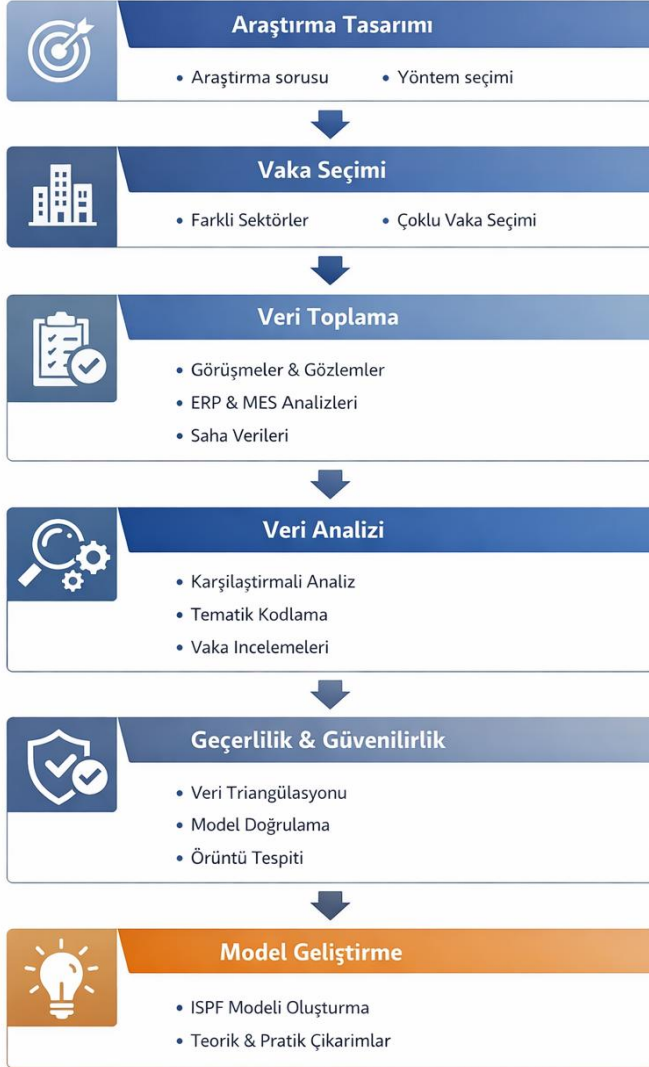 Araştırma Tasarımı
• Araştırma sorusu • Yöntem seçimi
Vaka Seçimi
• Farkli Sektörler • Çoklu Vaka Seçimi
Veri Toplama
• Görüşmeler & Gözlemler
• ERP & MES Analizleri
• Saha Verileri
Veri Analizi
• Karşilaştirmali Analiz
• Tematik Kodlama
• Vaka Incelemeleri
Geçerlilik & Güvenilirlik
• Veri Triangülasyonu
• Model Doğrulama
• Örüntü Tespiti
Model Geliştirme
• ISPF Modeli Oluşturma
• Teorik & Pratik Çikarimlar